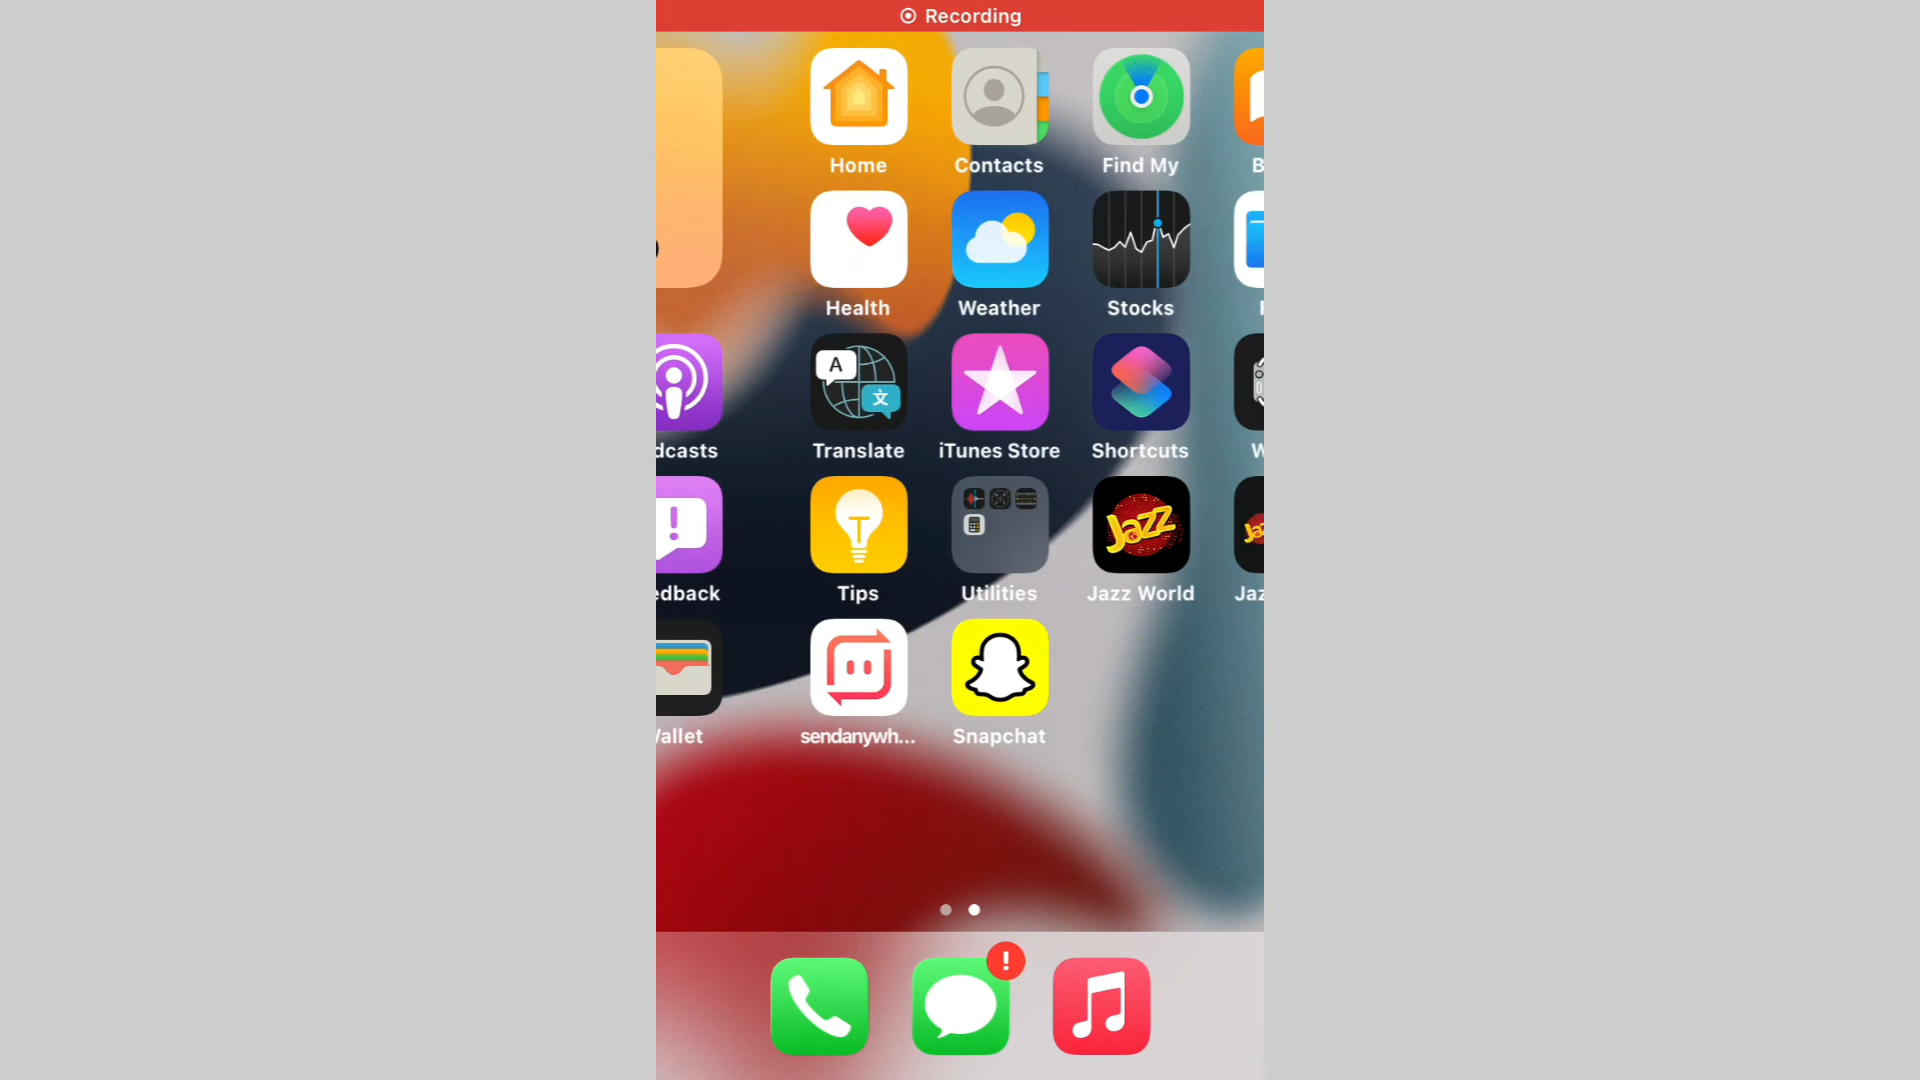 Recording
Home
Contacts
Find My
B
Health
Weather
Stocks
dcasts
A
文
Translate
iTunes Store
Shortcuts
W
!
edback
T
Tips
Utilities
Jazz
Jazz World
Jaz
allet
sendanywh...
Snapchat
!